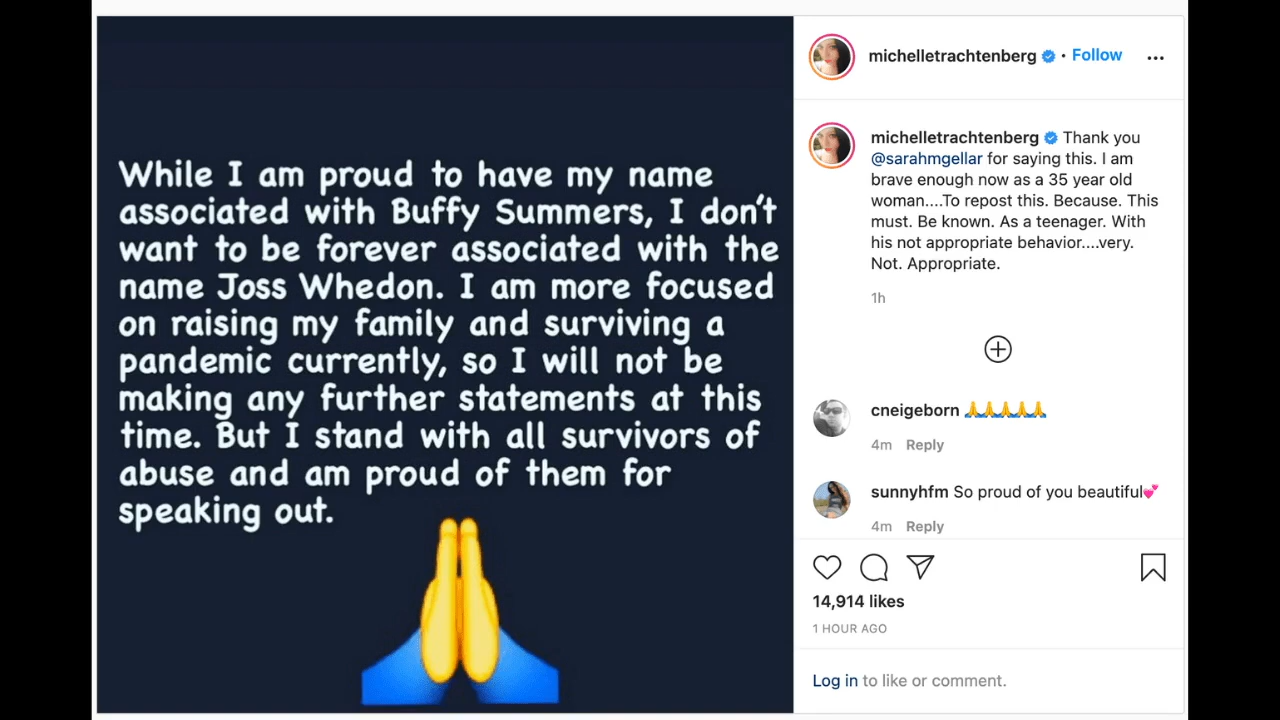 While I am proud to have my name
associated with Buffy Summers, I don't
want to be forever associated with the
name Joss Whedon. I am more focused
on raising my family and surviving a
pandemic currently, so I will not be
making any further statements at this
time. But I stand with all survivors of
abuse and am proud of them for
speaking out.
michelletrachtenberg • Follow
michelletrachtenberg Thank you
@sarahmgellar for saying this. I am
brave enough now as a 35 year old
woman....To repost this. Because. This
must. Be known. As a teenager. With
his not appropriate behavior....very.
Not. Appropriate.
1h
cneigeborn 🙏🙏🙏🙏🙏
4m Reply
sunnyhfm So proud of you beautiful💕
4m Reply
14,914 likes
1 HOUR AGO
Log in to like or comment.